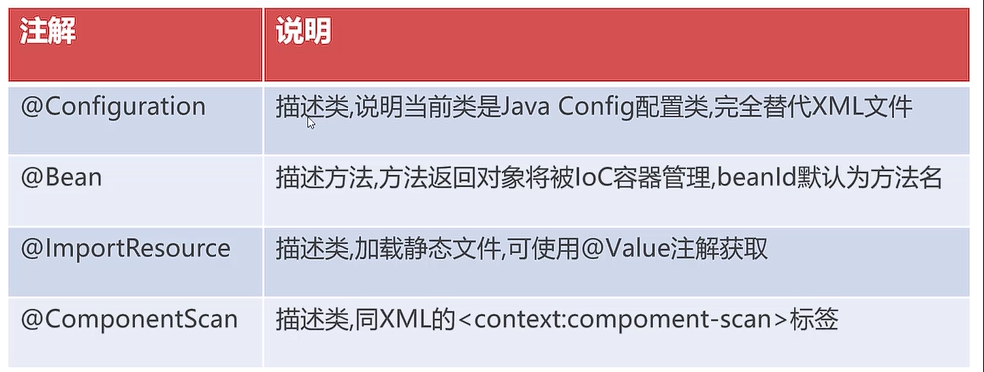 注解 说明
@Configuration 描述类,说明当前类是Java Config配置类,完全替代XML文件
@Bean 描述方法,方法返回对象将被IoC容器管理,beanId默认为方法名
@ImportResource 描述类,加载静态文件,可使用@Value注解获取
@ComponentScan 描述类,同XML的<context:compoment-scan>标签